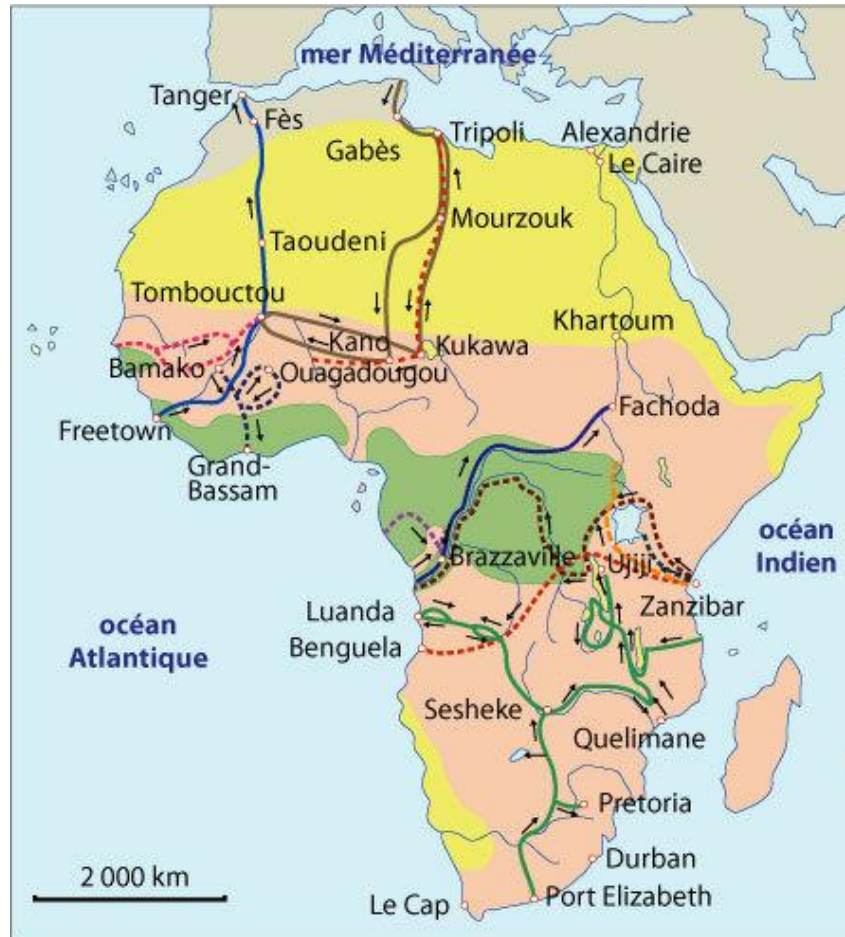 mer Méditerranée
Tanger
Fès
Gabès
Tripoli
Alexandrie
Le Caire
Mourzouk
Taoudeni
Tombouctou
Khartoum
Kano
Kukawa
Bamako
Ouagadougou
Freetown
Fachoda
Grand-
Bassam
océan
Indien
Brazzaville
Ujiji
Zanzibar
Luanda
océan
Atlantique
Benguela
Sesheke
Quelimane
Pretoria
Durban
2 000 km
Le Cap
Port Elizabeth